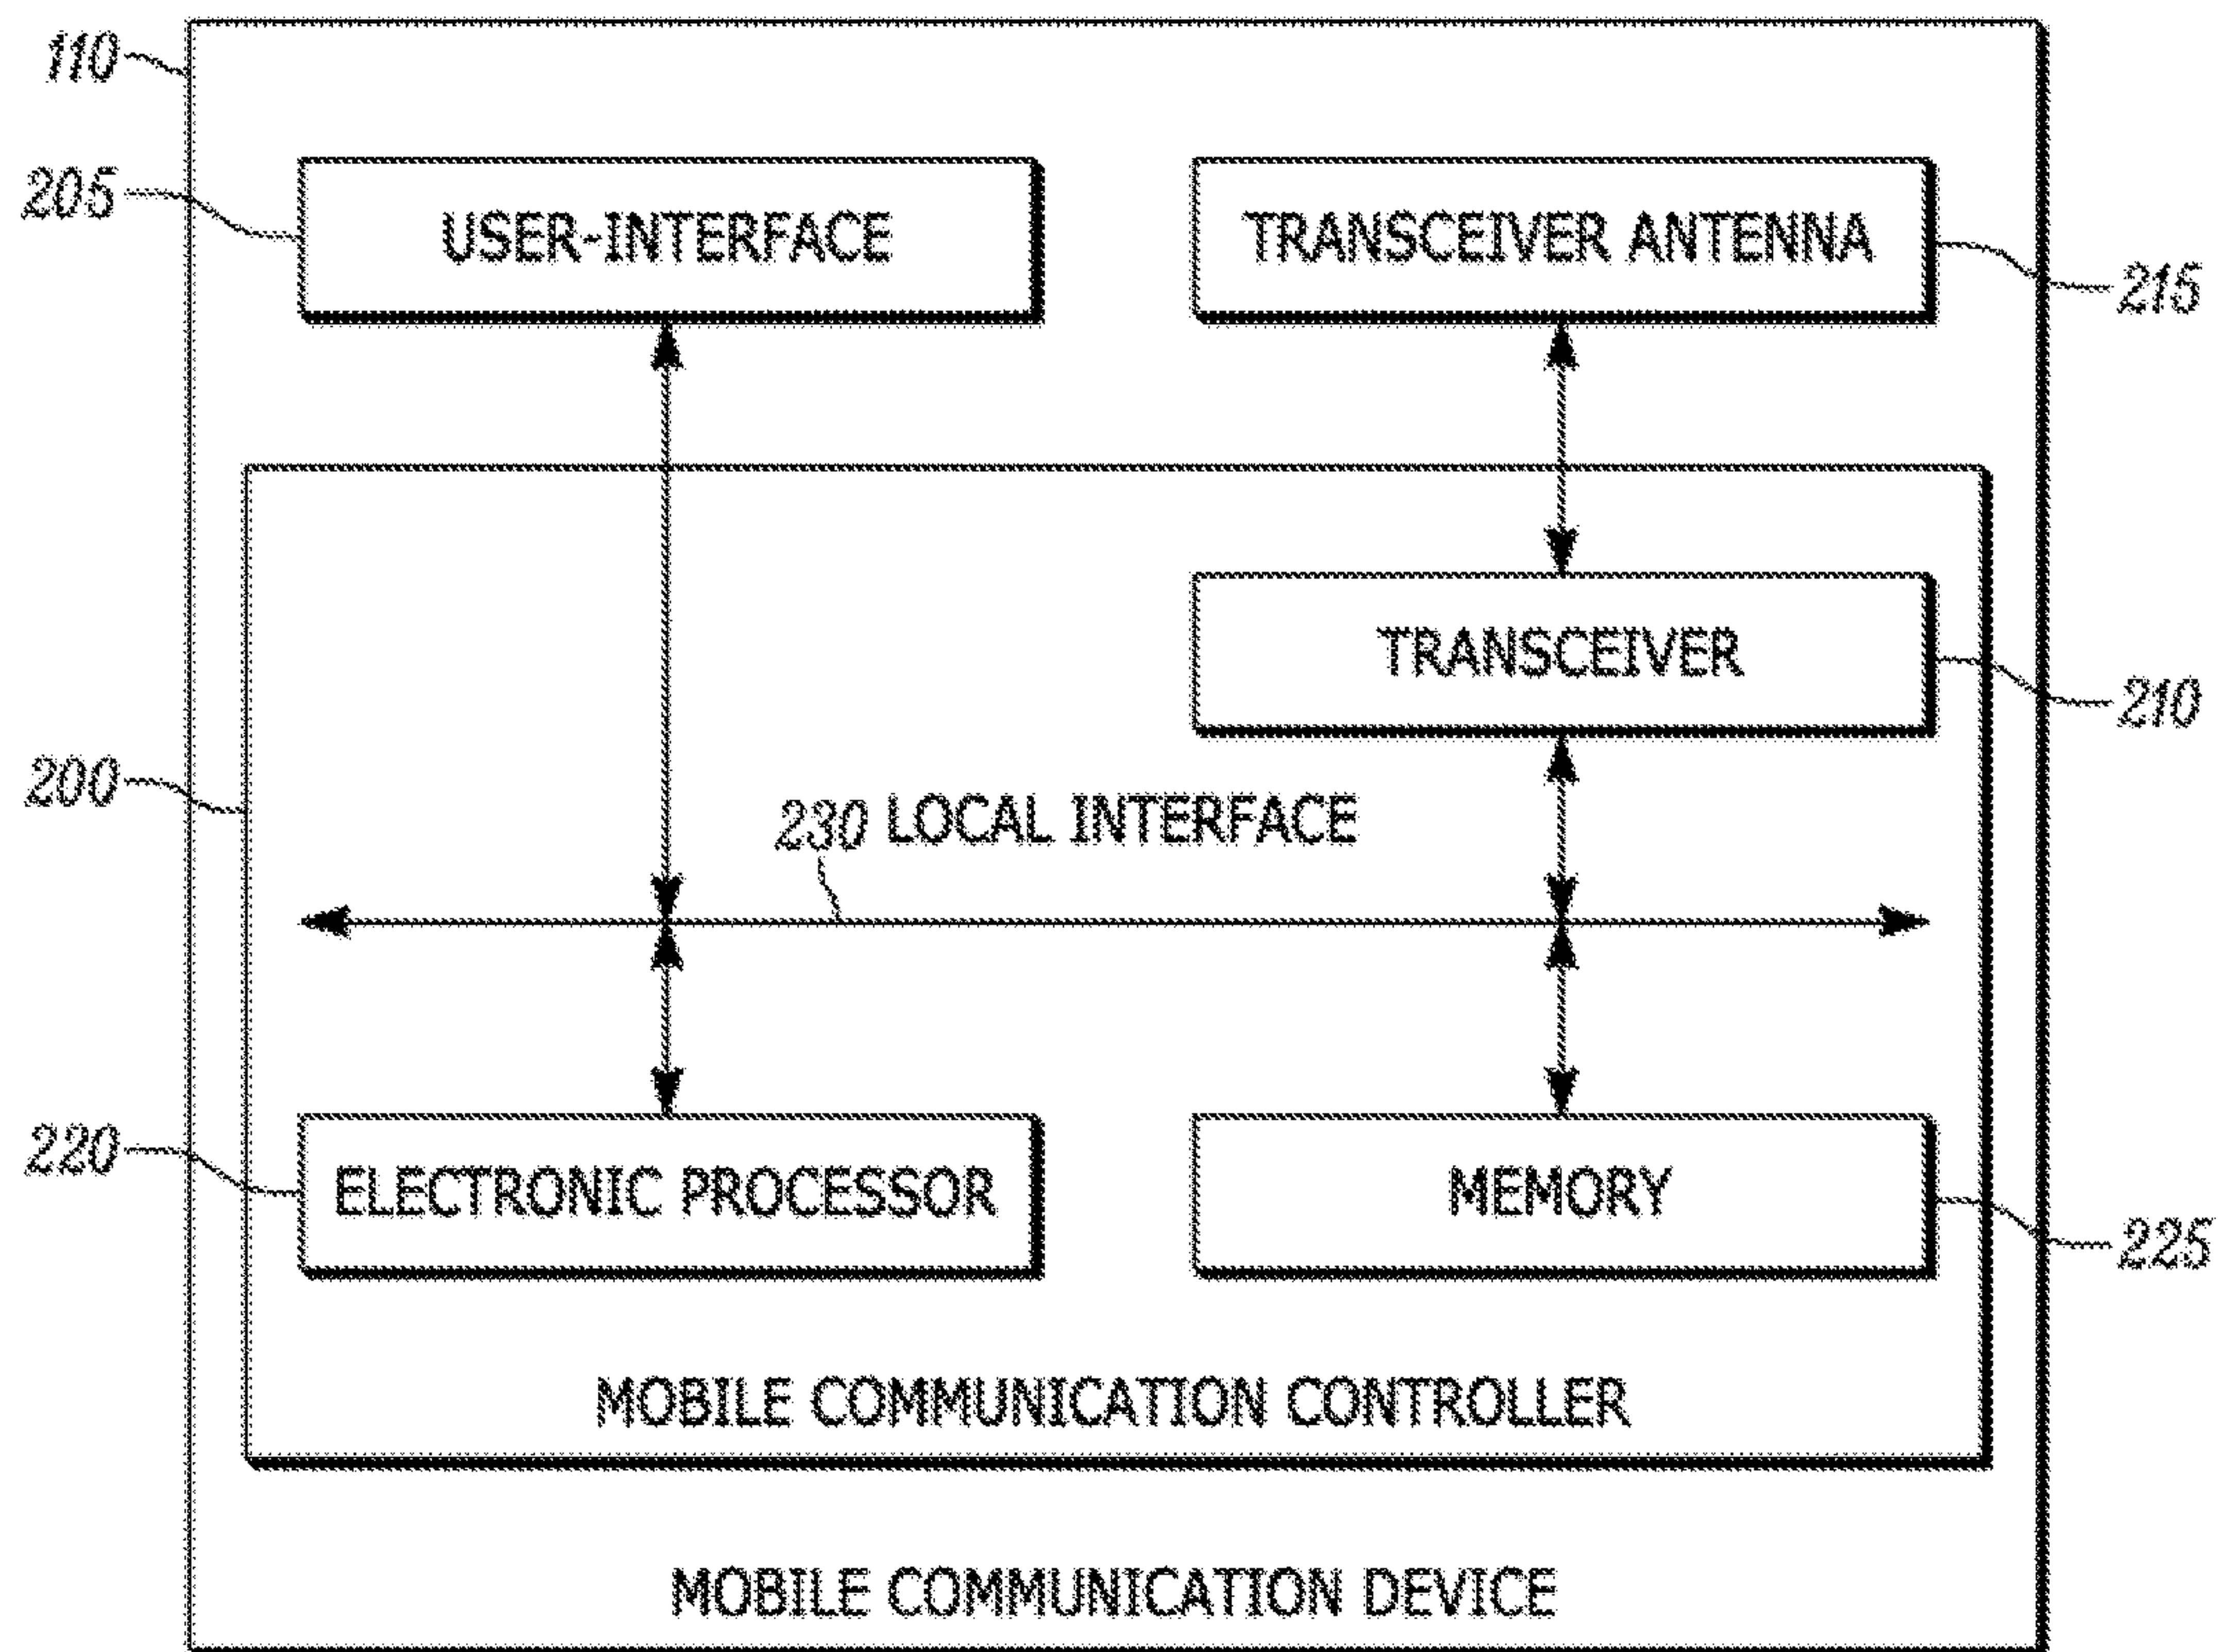 110
205
USER-INTERFACE
TRANSCEIVER ANTENNA
215
TRANSCEIVER
210
200
230 LOCAL INTERFACE
220
ELECTRONIC PROCESSOR
MEMORY
225
MOBILE COMMUNICATION CONTROLLER
MOBILE COMMUNICATION DEVICE